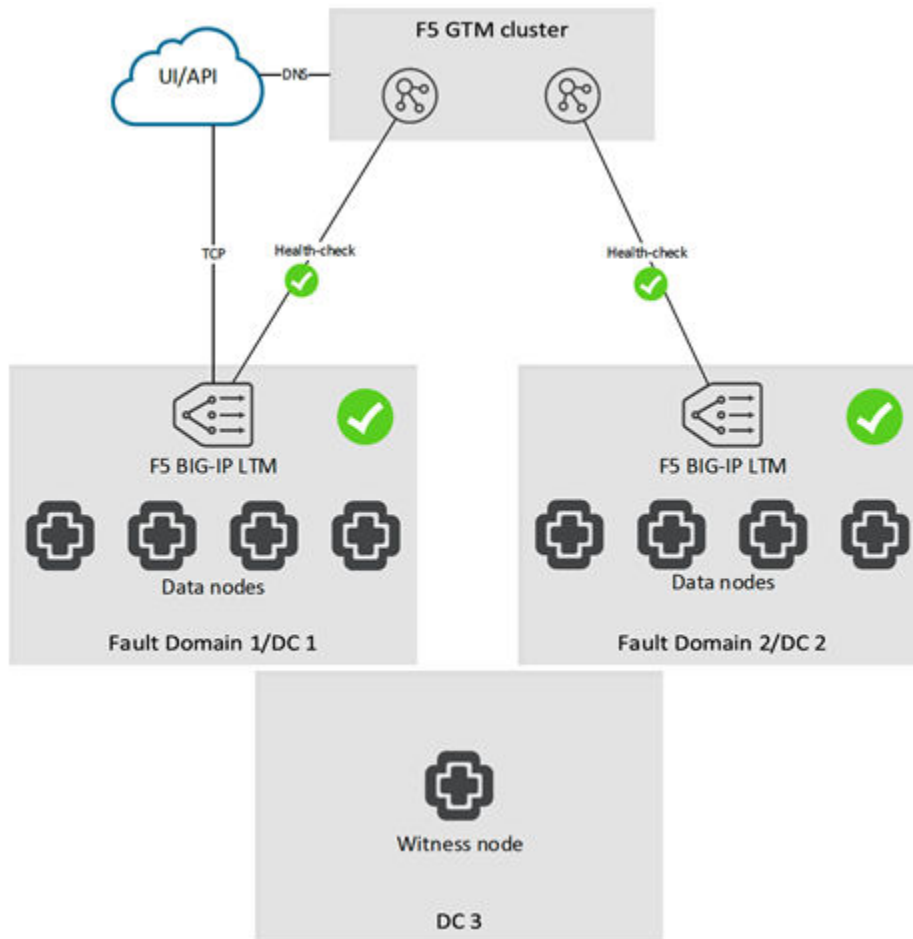 F5 GTM cluster
UI/API
DNS
TCP
Health-check
Health-check
F5 BIG-IP LTM
F5 BIG-IP LTM
Data nodes
Data nodes
Fault Domain 1/DC 1
Fault Domain 2/DC 2
Witness node
DC 3